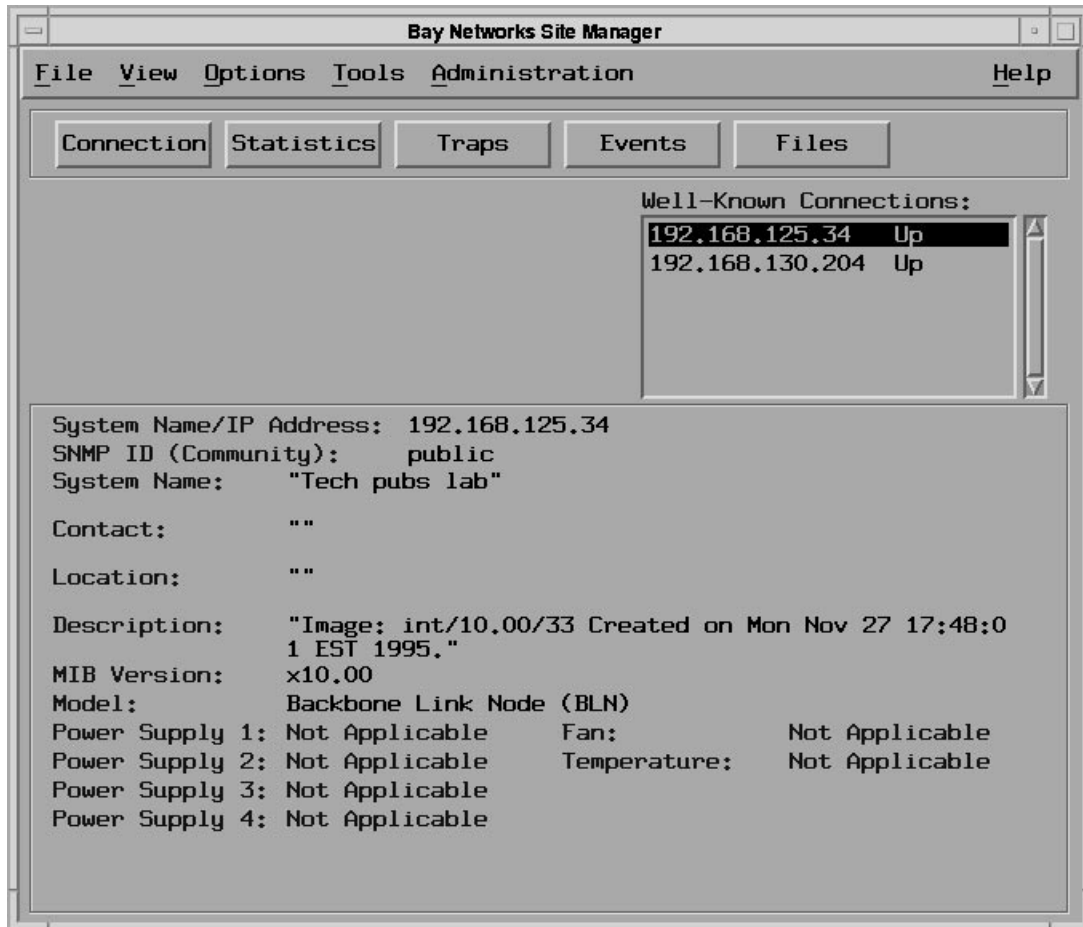 Bay Networks Site Manager
File View Options Tools Administration Help
Connection Statistics Traps Events Files
Well-Known Connections:
192.168.125.34 Up
192.168.130.204 Up
System Name/IP Address: 192.168.125.34
SNMP ID (Community): public
System Name: "Tech pubs lab"
Contact: ""
Location: ""
Description: "Image: int/10.00/33 Created on Mon Nov 27 17:48:0
1 EST 1995."
MIB Version: x10.00
Model: Backbone Link Node (BLN)
Power Supply 1: Not Applicable Fan: Not Applicable
Power Supply 2: Not Applicable Temperature: Not Applicable
Power Supply 3: Not Applicable
Power Supply 4: Not Applicable